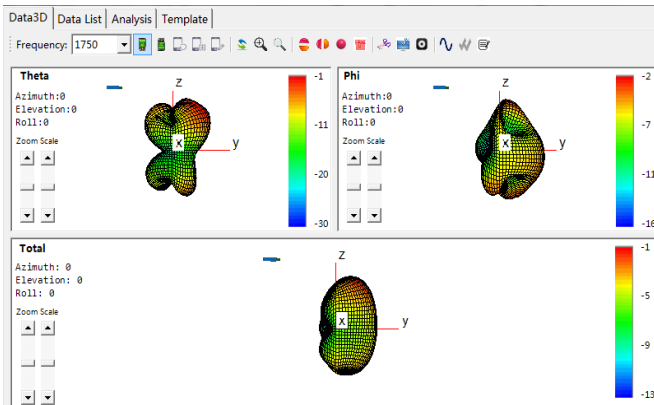 Data3D Data List Analysis Template
Frequency: 1750
Theta
Azimuth:0
Elevation:0
Roll:0
Zoom Scale
z
y
x
-1
-11
-20
-30
Phi
Azimuth:0
Elevation:0
Roll:0
Zoom Scale
z
y
x
-2
-7
-11
-16
Total
Azimuth: 0
Elevation: 0
Roll: 0
Zoom Scale
z
y
x
-1
-5
-9
-13